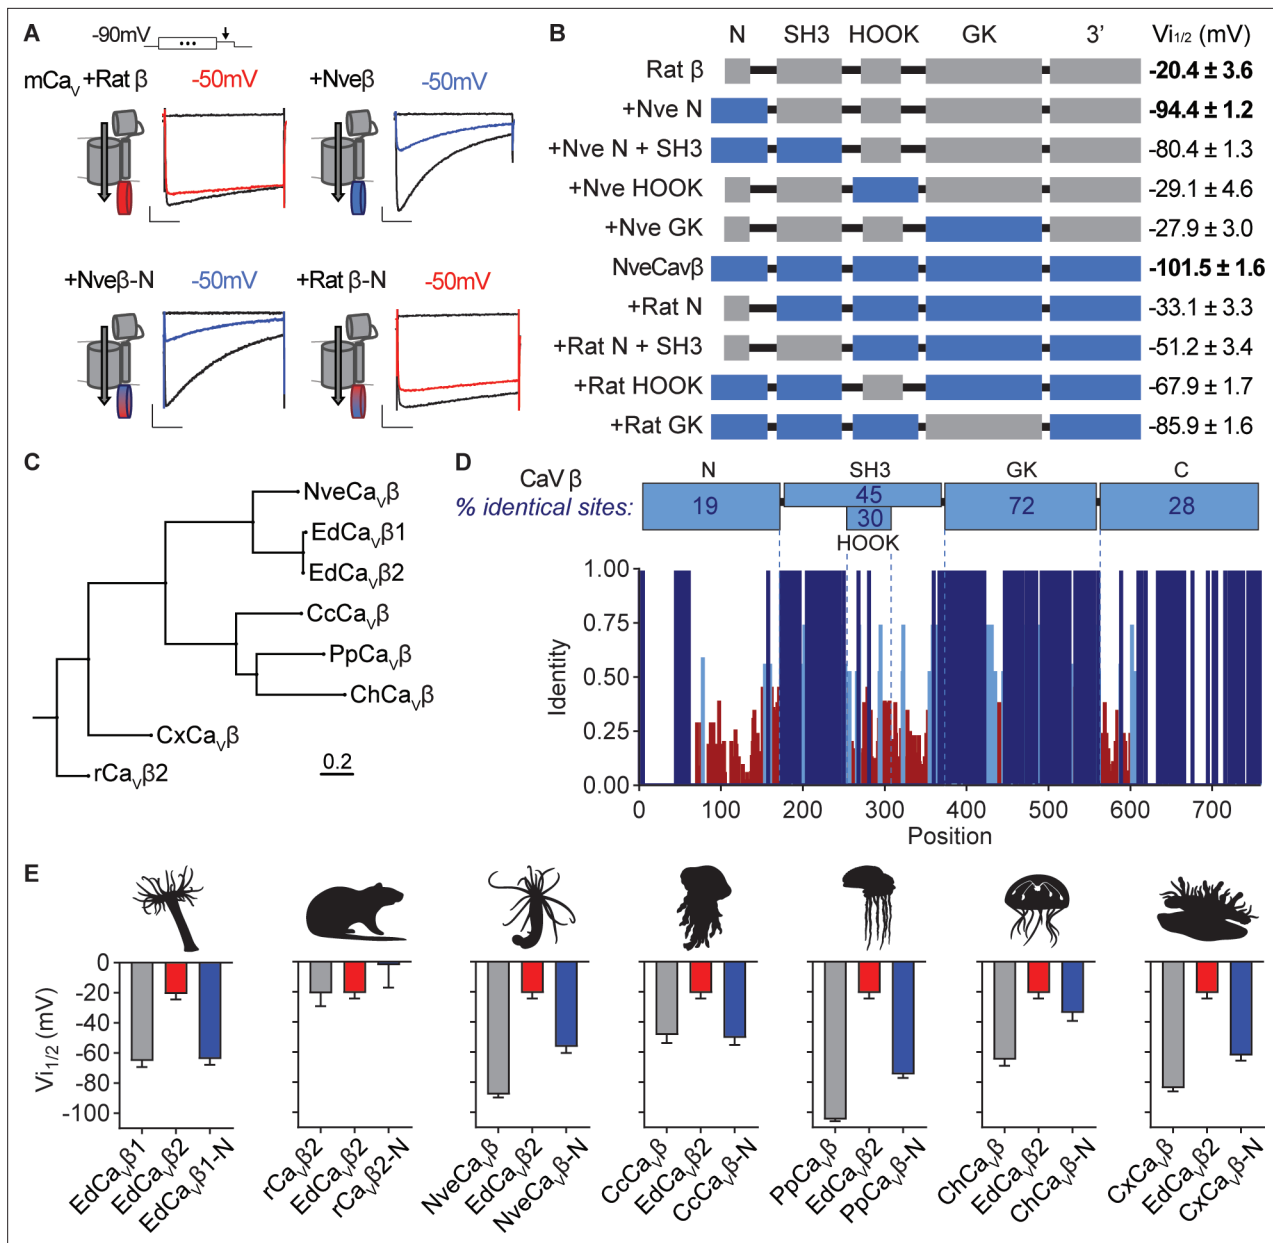 A
-90mV
mCaV +Rat β
-50mV
+Nveβ
-50mV
+Nveβ-N
-50mV
+Rat β-N
-50mV
B
N SH3 HOOK GK 3' Vi1/2 (mV)
Rat β -20.4 ± 3.6
+Nve N -94.4 ± 1.2
+Nve N + SH3 -80.4 ± 1.3
+Nve HOOK -29.1 ± 4.6
+Nve GK -27.9 ± 3.0
NveCavβ -101.5 ± 1.6
+Rat N -33.1 ± 3.3
+Rat N + SH3 -51.2 ± 3.4
+Rat HOOK -67.9 ± 1.7
+Rat GK -85.9 ± 1.6
C
NveCaVβ
EdCaVβ1
EdCaVβ2
CcCaVβ
PpCaVβ
ChCaVβ
CxCaVβ
rCaVβ2
0.2
D
N SH3 GK C
CaV β
% identical sites:
19 45 72 28
30
HOOK
1.00
0.75
0.50
0.25
0.00
Identity
0 100 200 300 400 500 600 700
Position
E
0
-20
-40
-60
-80
-100
Vi1/2 (mV)
EdCaVβ1
EdCaVβ2
EdCaVβ1-N
rCaVβ2
EdCaVβ2
rCaVβ2-N
NveCaVβ
EdCaVβ2
NveCaVβ-N
CcCaVβ
EdCaVβ2
CcCaVβ-N
PpCaVβ
EdCaVβ2
PpCaVβ-N
ChCaVβ
EdCaVβ2
ChCaVβ-N
CxCaVβ
EdCaVβ2
CxCaVβ-N